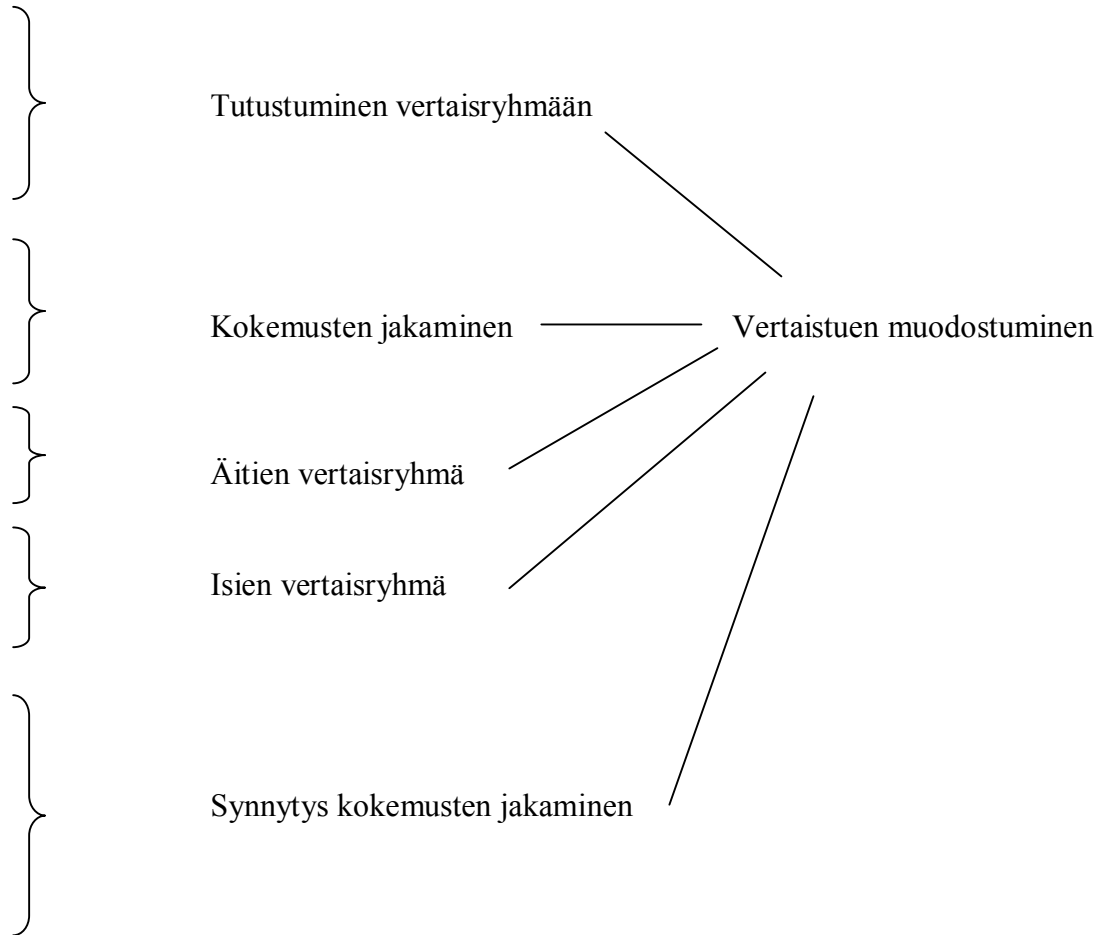 Tutustuminen vertaisryhmään
Kokemusten jakaminen
Vertaistuen muodostuminen
Äitien vertaisryhmä
Isien vertaisryhmä
Synnytys kokemusten jakaminen